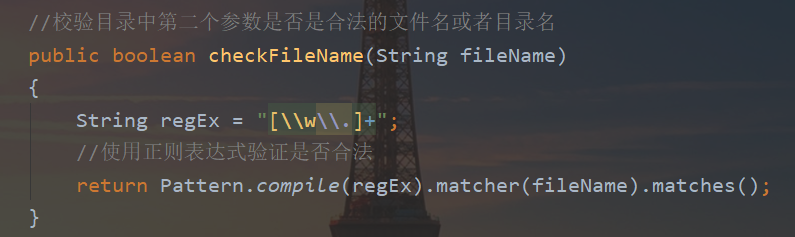 //校验目录中第二个参数是否是合法的文件名或者目录名
public boolean checkFileName(String fileName)
{
String regEx = "[\\w\\.]+";
//使用正则表达式验证是否合法
return Pattern.compile(regEx).matcher(fileName).matches();
}